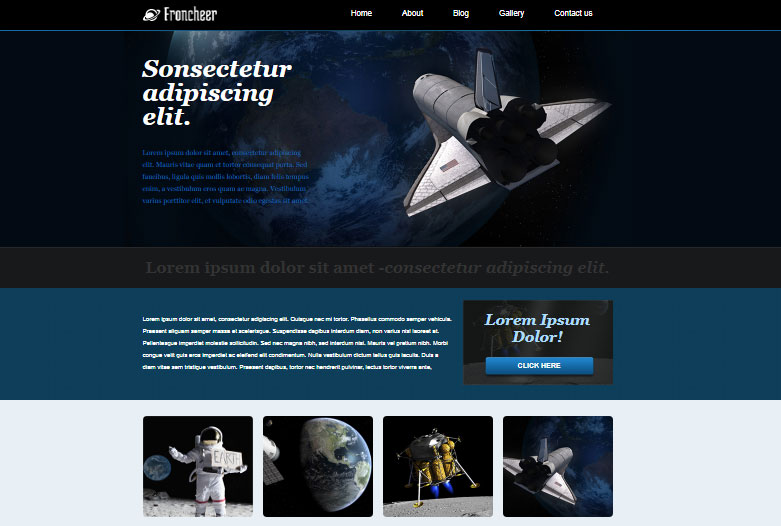 Froncheer
Home About Blog Gallery Contact us
Sonsectetur
adipiscing
elit.
Lorem ipsum dolor sit amet, consectetur adipiscing
elit. Mauris vitae quam et tortor consequat porta. Sed
faucibus, ligula quis mollis lobortis, diam felis tempus
enim, a vestibulum eros quam ac magna. Vestibulum
varius porttitor elit, et vulputate odio egestas sit amet.
Lorem ipsum dolor sit amet -consectetur adipiscing elit.
Lorem ipsum dolor sit amet, consectetur adipiscing elit. Quisque nec mi tortor. Phasellus commodo semper vehicula.
Praesent aliquam semper massa et scelerisque. Suspendisse dapibus interdum diam, non varius nisi laoreet at.
Pellentesque imperdiet molestie sollicitudin. Sed nec magna nibh, sed interdum nisi. Mauris vel pretium nibh. Morbi
congue velit quis eros imperdiet ac eleifend elit condimentum. Nulla vestibulum dictum tellus quis iaculis. Duis a
diam vitae sem tristique vestibulum. Praesent dapibus, tortor nec hendrerit pulvinar, lectus tortor viverra ante,
Lorem Ipsum
Dolor!
CLICK HERE
EARTH